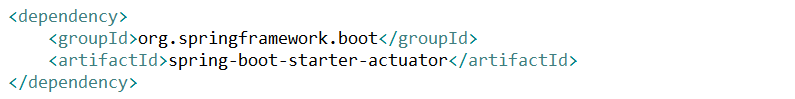 <dependency>
    <groupId>org.springframework.boot</groupId>
    <artifactId>spring-boot-starter-actuator</artifactId>
</dependency>